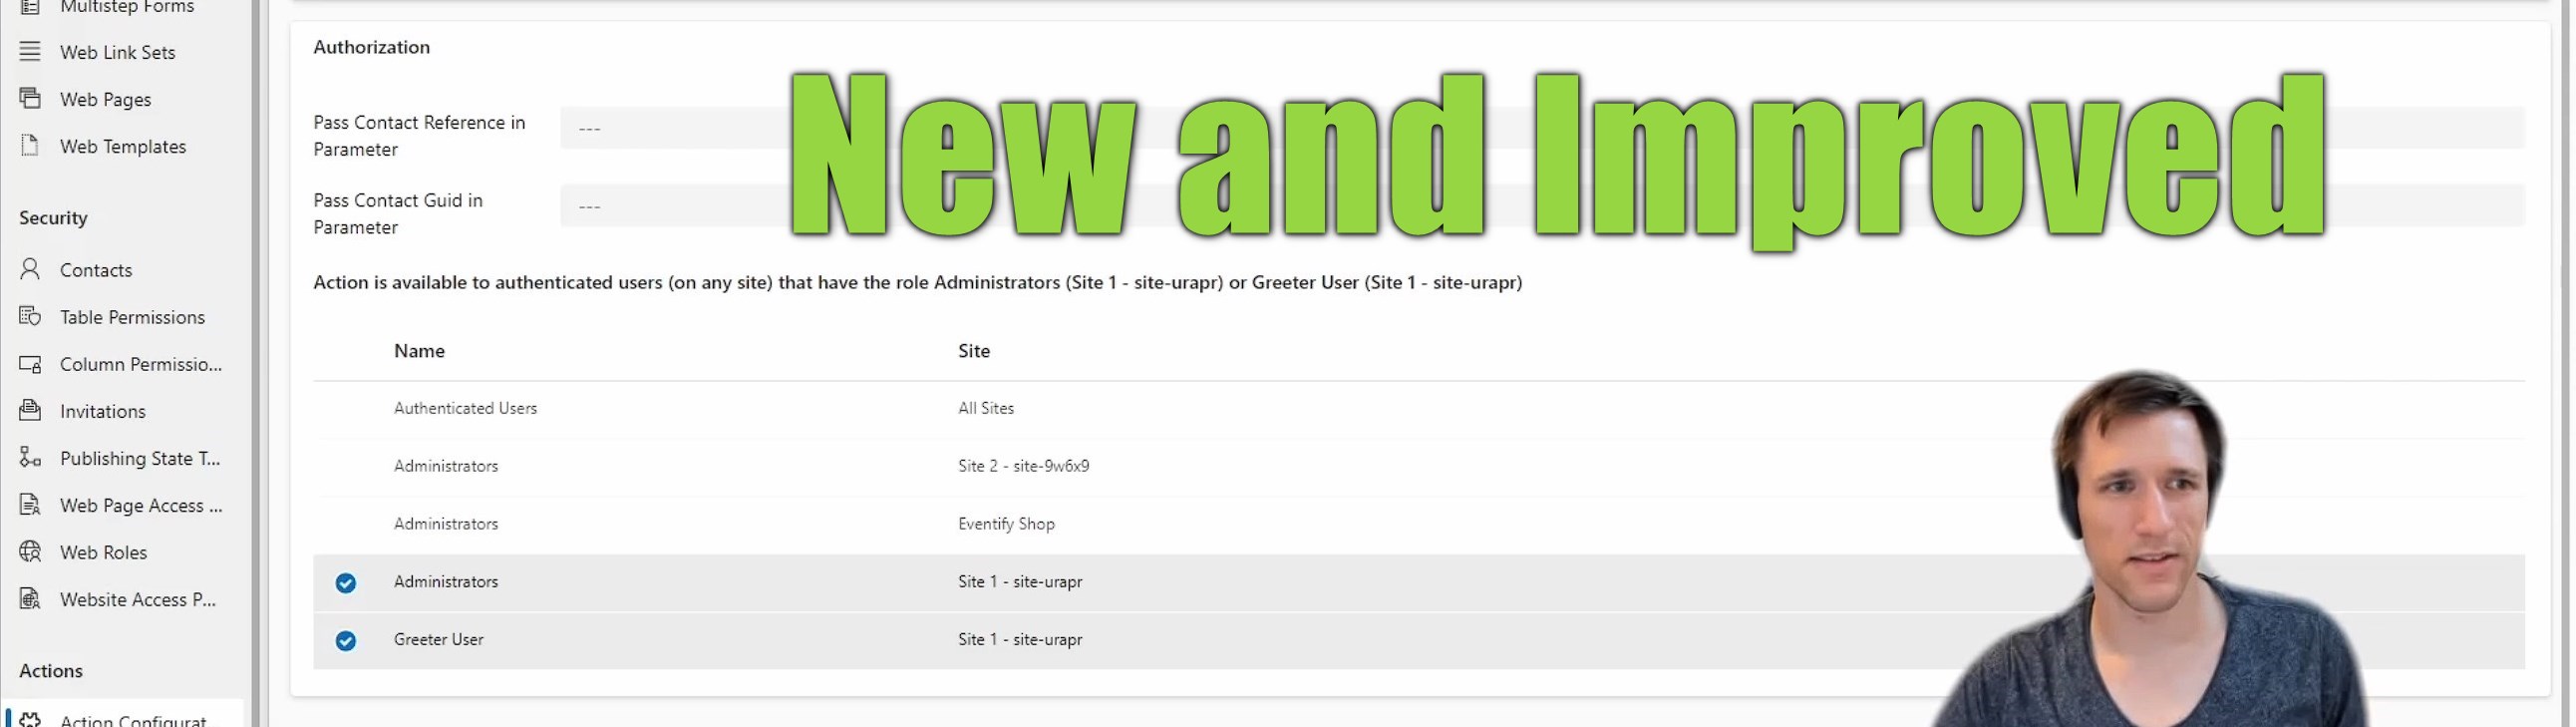 Multistep Forms
Web Link Sets
Web Pages
Web Templates
Security
Contacts
Table Permissions
Column Permissio...
Invitations
Publishing State T...
Web Page Access ...
Web Roles
Website Access P...
Actions
Action Configurat...
Authorization
New and Improved
Pass Contact Reference in
Parameter
---
Pass Contact Guid in
Parameter
---
Action is available to authenticated users (on any site) that have the role Administrators (Site 1 - site-urapr) or Greeter User (Site 1 - site-urapr)
Name Site
Authenticated Users All Sites
Administrators Site 2 - site-9w6x9
Administrators Eventify Shop
Administrators Site 1 - site-urapr
Greeter User Site 1 - site-urapr